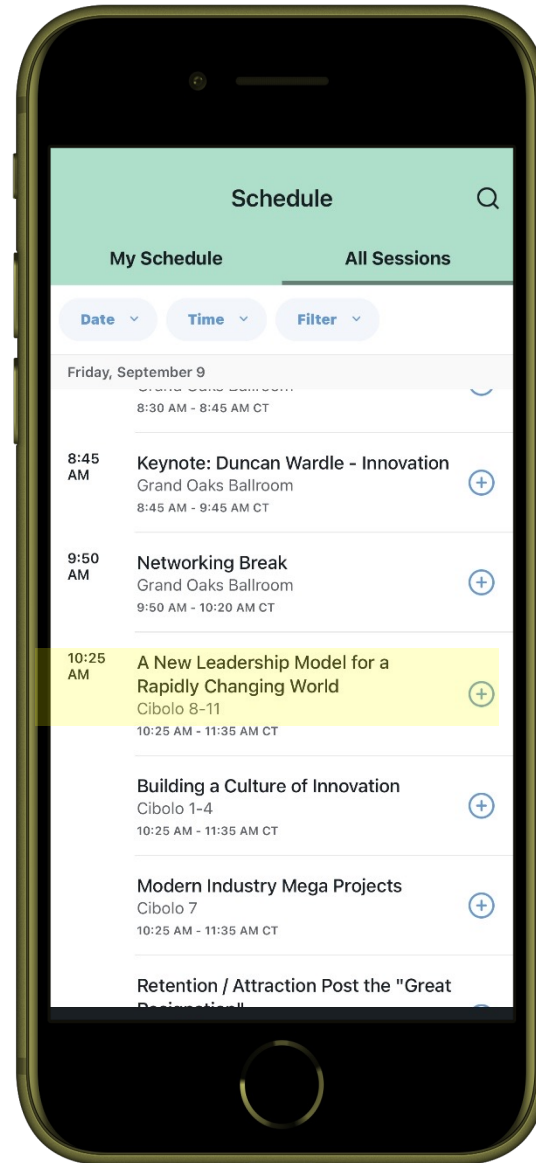 Schedule
My Schedule
All Sessions
Date
Time
Filter
Friday, September 9
Grand Oaks Ballroom
8:30 AM - 8:45 AM CT
8:45
AM
Keynote: Duncan Wardle - Innovation
Grand Oaks Ballroom
8:45 AM - 9:45 AM CT
9:50
AM
Networking Break
Grand Oaks Ballroom
9:50 AM - 10:20 AM CT
10:25
AM
A New Leadership Model for a
Rapidly Changing World
Cibolo 8-11
10:25 AM - 11:35 AM CT
Building a Culture of Innovation
Cibolo 1-4
10:25 AM - 11:35 AM CT
Modern Industry Mega Projects
Cibolo 7
10:25 AM - 11:35 AM CT
Retention / Attraction Post the "Great
Resignation"